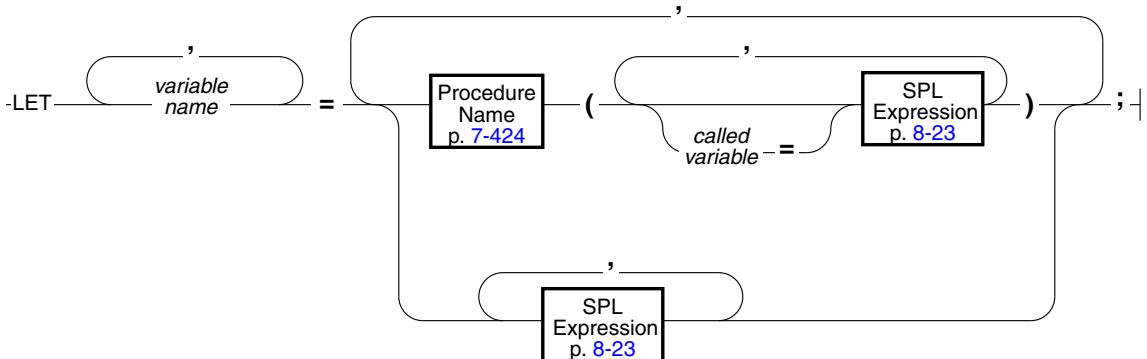 ,
, ,
LET variable name = Procedure Name p. 7-424 ( called variable = SPL Expression p. 8-23 ) ;
,
SPL Expression p. 8-23